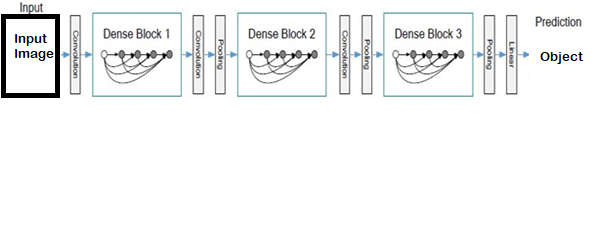 Input
Input
Image
Convolution
Dense Block 1
Convolution
Pooling
Dense Block 2
Convolution
Pooling
Dense Block 3
Pooling
Linear
Prediction
Object